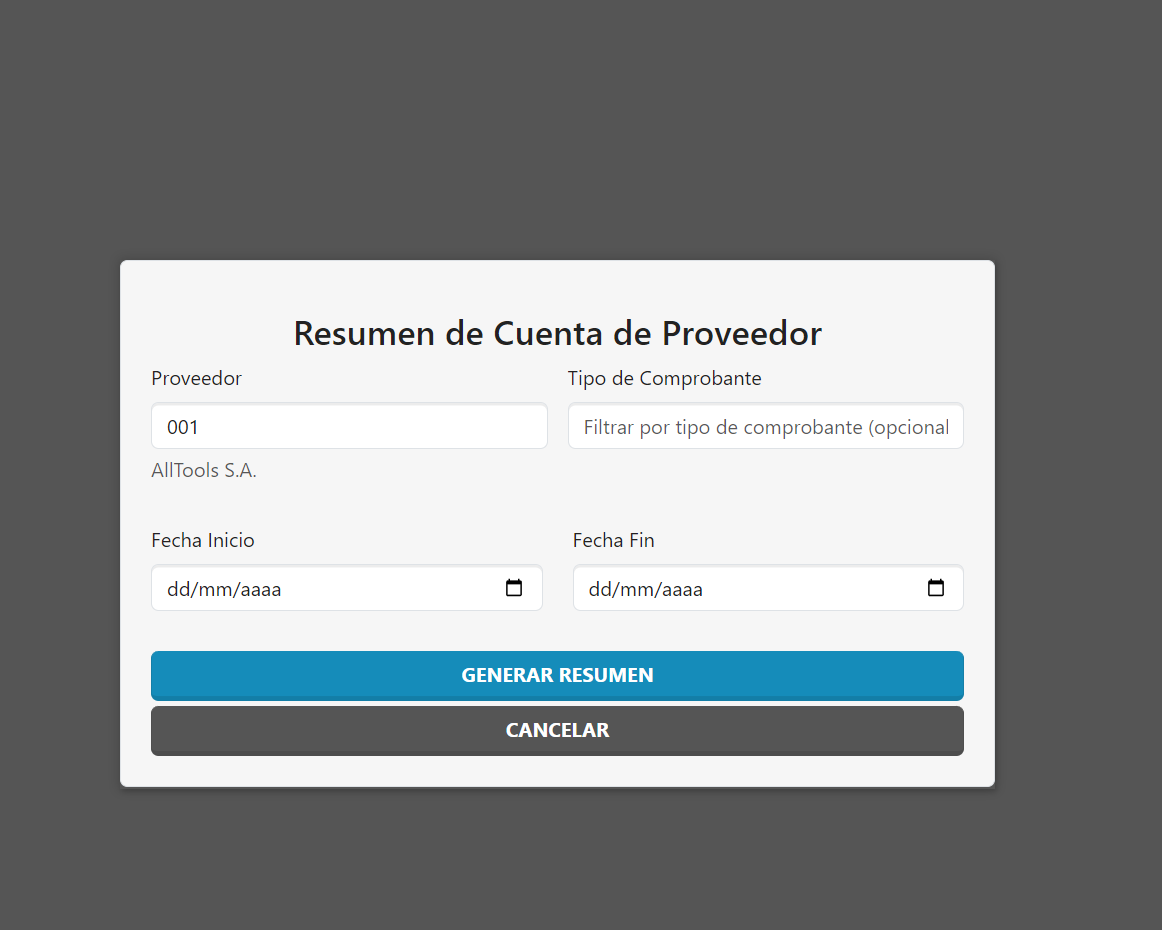 Resumen de Cuenta de Proveedor
Proveedor
Tipo de Comprobante
001
Filtrar por tipo de comprobante (opcional
AllTools S.A.
Fecha Inicio
Fecha Fin
dd/mm/aaaa
dd/mm/aaaa
GENERAR RESUMEN
CANCELAR